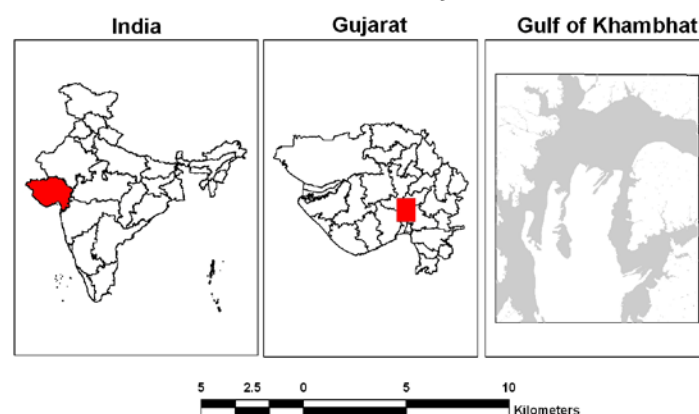 India
Gujarat
Gulf of Khambhat
5 2.5 0 5 10
Kilometers